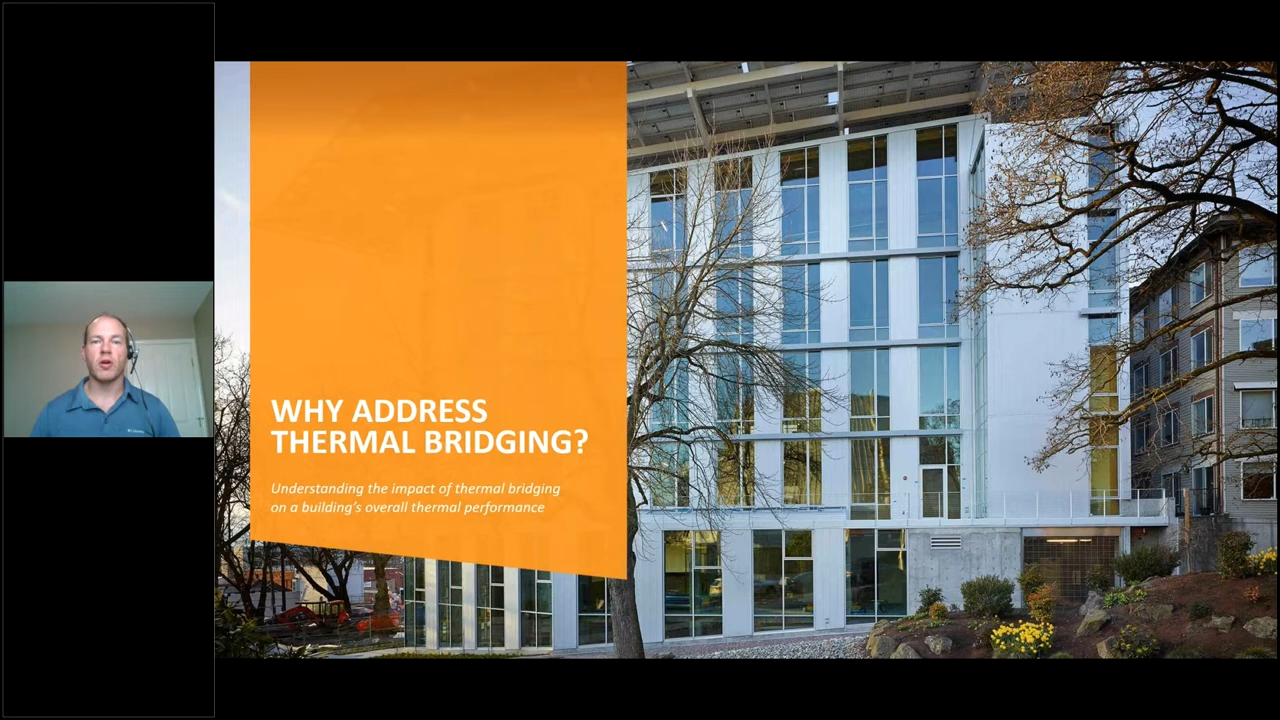 WHY ADDRESS
THERMAL BRIDGING?
Understanding the impact of thermal bridging
on a building's overall thermal performance